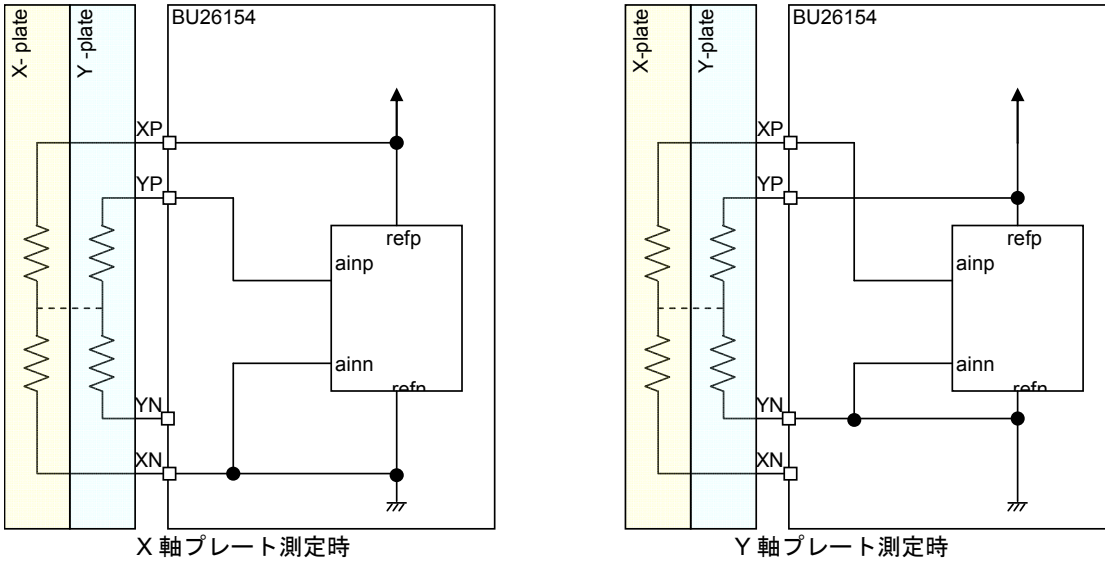 X- plate
Y -plate
BU26154
XP
YP
refp
ainp
ainn
refn
YN
XN
X 軸プレート測定時
X-plate
Y-plate
BU26154
XP
YP
refp
ainp
ainn
refn
YN
XN
Y 軸プレート測定時